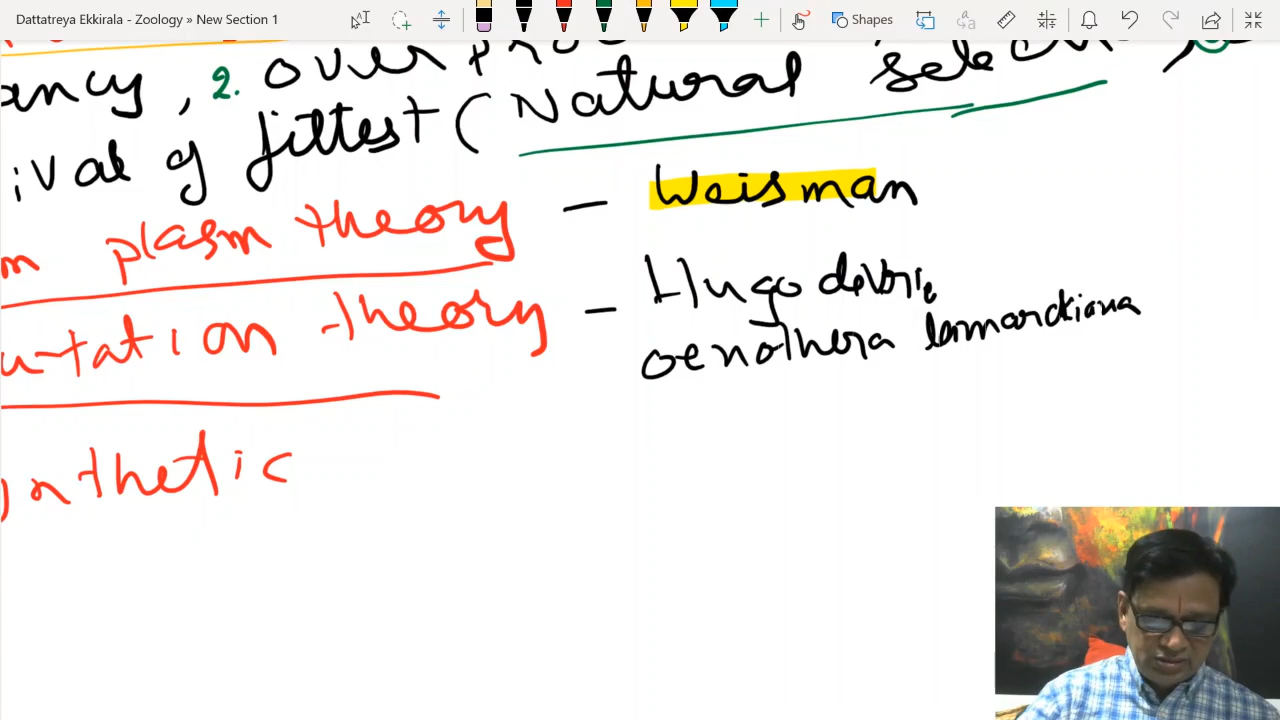 Dattatreya Ekkirala - Zoology » New Section 1
Shapes
ancy, 2. over
ival of fittest (Natural
m plasm theory – Weisman
utation theory – Hugo deVrie
oenothera lamarckiana
nthetic